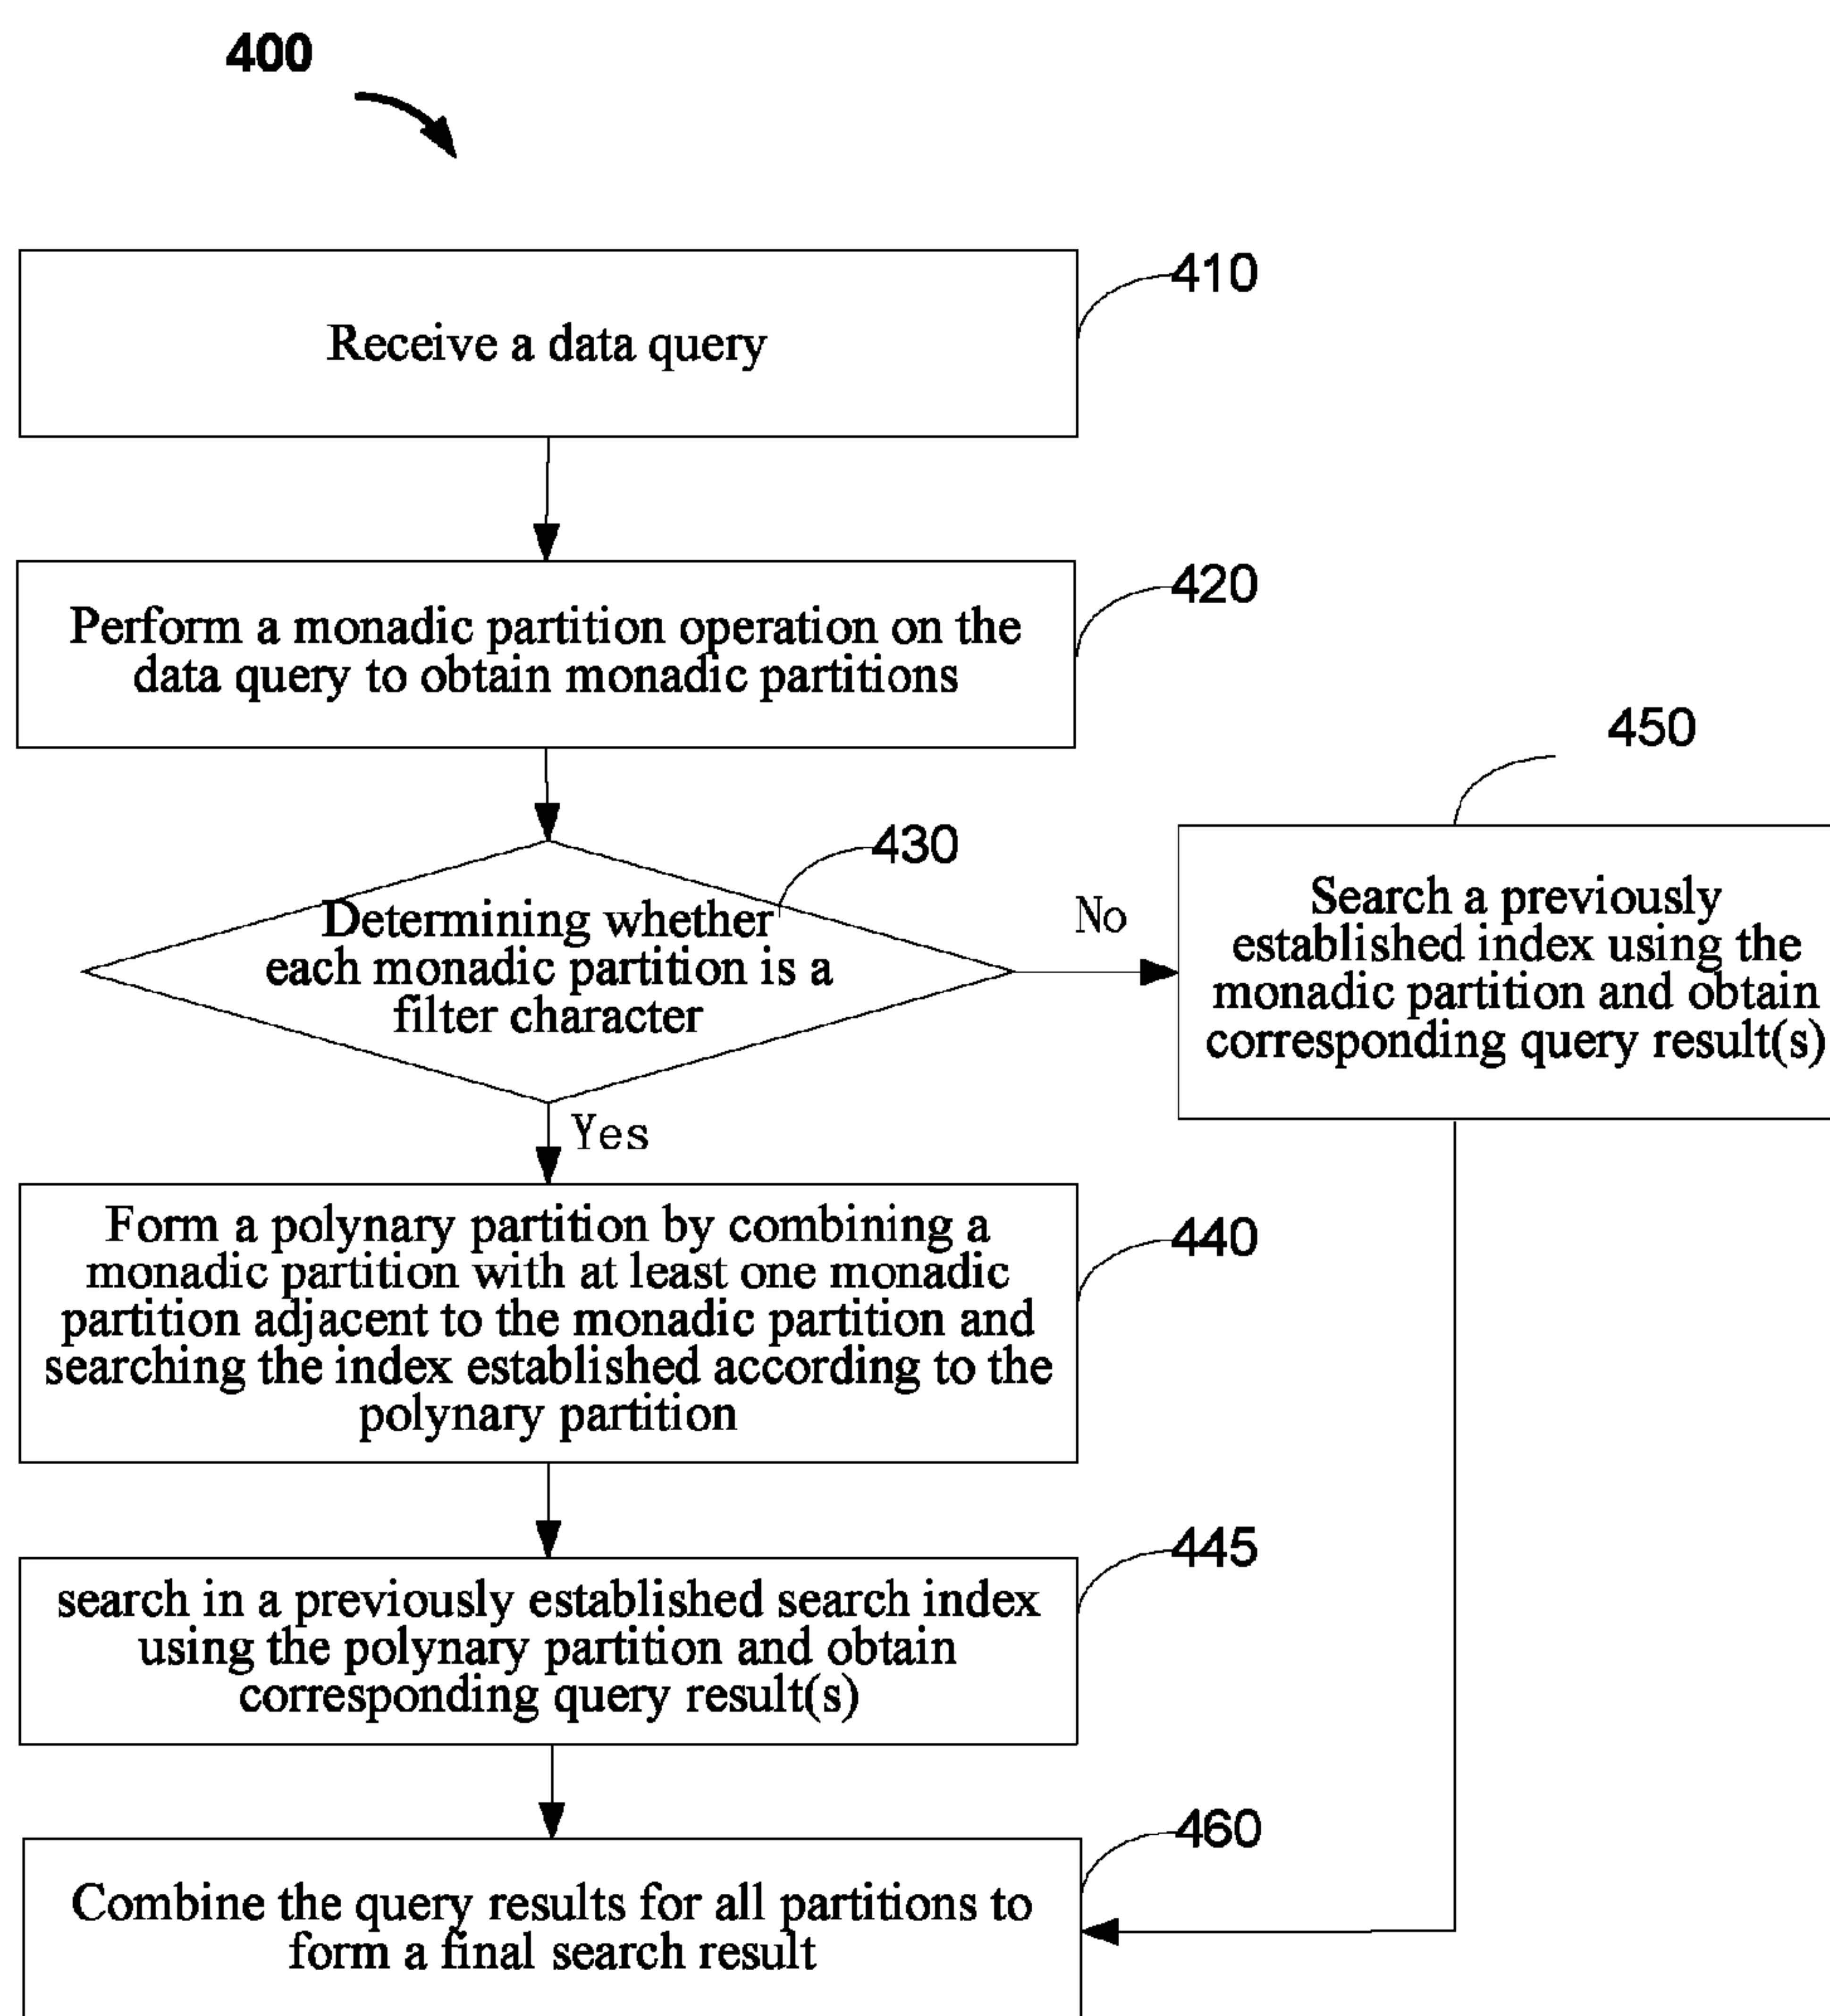 400
410
Receive a data query
420
Perform a monadic partition operation on the
data query to obtain monadic partitions
450
430
Determining whether
each monadic partition is a
filter character
No
Search a previously
established index using the
monadic partition and obtain
corresponding query result(s)
Yes
Form a polynary partition by combining a
monadic partition with at least one monadic
partition adjacent to the monadic partition and
searching the index established according to the
polynary partition
440
445
search in a previously established search index
using the polynary partition and obtain
corresponding query result(s)
460
Combine the query results for all partitions to
form a final search result